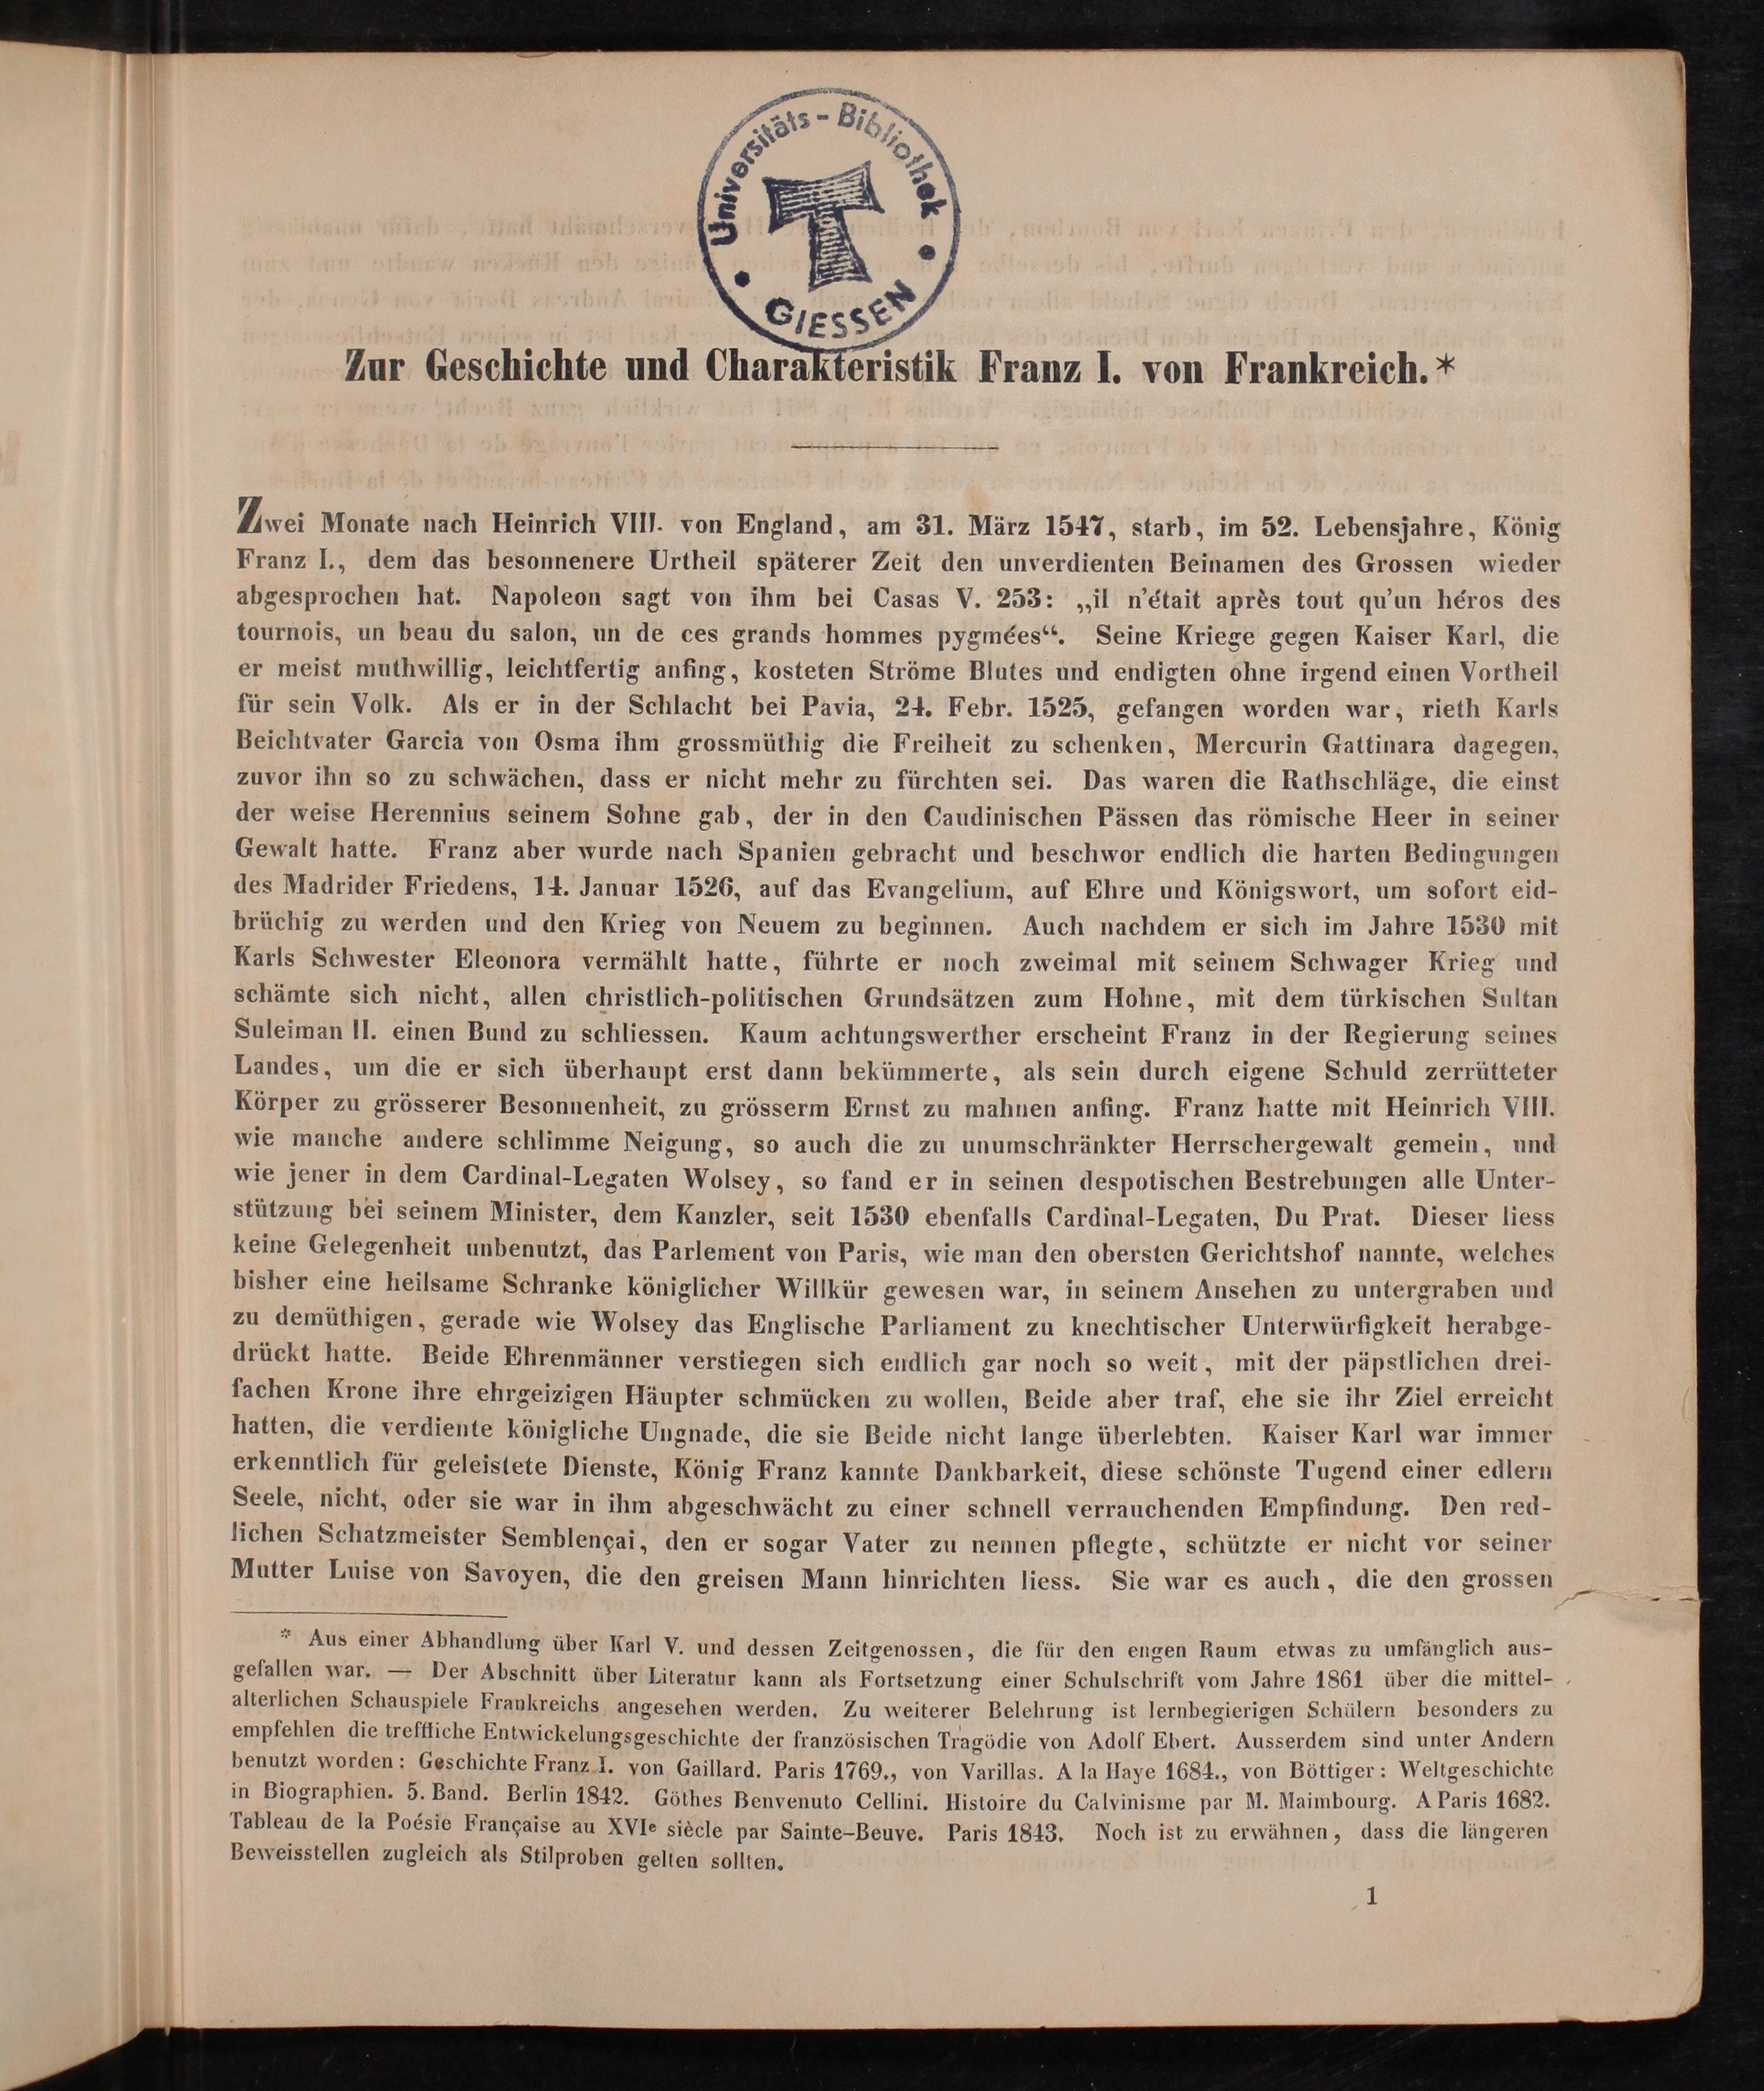 Universitäts-Bibliothek
GIESSEN
Zur Geschichte und Charakteristik Franz I. von Frankreich.*
Zwei Monate nach Heinrich VIII. von England, am 31. März 1547, starb, im 52. Lebensjahre, König
Franz I., dem das besonnenere Urtheil späterer Zeit den unverdienten Beinamen des Grossen wieder
abgesprochen hat. Napoleon sagt von ihm bei Casas V. 253: „il n'était après tout qu'un héros des
tournois, un beau du salon, un de ces grands hommes pygmées“. Seine Kriege gegen Kaiser Karl, die
er meist muthwillig, leichtfertig anfing, kosteten Ströme Blutes und endigten ohne irgend einen Vortheil
für sein Volk. Als er in der Schlacht bei Pavia, 24. Febr. 1525, gefangen worden war, rieth Karls
Beichtvater Garcia von Osma ihm grossmüthig die Freiheit zu schenken, Mercurin Gattinara dagegen,
zuvor ihn so zu schwächen, dass er nicht mehr zu fürchten sei. Das waren die Rathschläge, die einst
der weise Herennius seinem Sohne gab, der in den Caudinischen Pässen das römische Heer in seiner
Gewalt hatte. Franz aber wurde nach Spanien gebracht und beschwor endlich die harten Bedingungen
des Madrider Friedens, 14. Januar 1526, auf das Evangelium, auf Ehre und Königswort, um sofort eid-
brüchig zu werden und den Krieg von Neuem zu beginnen. Auch nachdem er sich im Jahre 1530 mit
Karls Schwester Eleonora vermählt hatte, führte er noch zweimal mit seinem Schwager Krieg und
schämte sich nicht, allen christlich-politischen Grundsätzen zum Hohne, mit dem türkischen Sultan
Suleiman II. einen Bund zu schliessen. Kaum achtungswerther erscheint Franz in der Regierung seines
Landes, um die er sich überhaupt erst dann bekümmerte, als sein durch eigene Schuld zerrütteter
Körper zu grösserer Besonnenheit, zu grösserm Ernst zu mahnen anfing. Franz hatte mit Heinrich VIII.
wie manche andere schlimme Neigung, so auch die zu unumschränkter Herrschergewalt gemein, und
wie jener in dem Cardinal-Legaten Wolsey, so fand er in seinen despotischen Bestrebungen alle Unter-
stützung bei seinem Minister, dem Kanzler, seit 1530 ebenfalls Cardinal-Legaten, Du Prat. Dieser liess
keine Gelegenheit unbenutzt, das Parlement von Paris, wie man den obersten Gerichtshof nannte, welches
bisher eine heilsame Schranke königlicher Willkür gewesen war, in seinem Ansehen zu untergraben und
zu demüthigen, gerade wie Wolsey das Englische Parliament zu knechtischer Unterwürfigkeit herabge-
drückt hatte. Beide Ehrenmänner verstiegen sich endlich gar noch so weit, mit der päpstlichen drei-
fachen Krone ihre ehrgeizigen Häupter schmücken zu wollen, Beide aber traf, ehe sie ihr Ziel erreicht
hatten, die verdiente königliche Ungnade, die sie Beide nicht lange überlebten. Kaiser Karl war immer
erkenntlich für geleistete Dienste, König Franz kannte Dankbarkeit, diese schönste Tugend einer edlern
Seele, nicht, oder sie war in ihm abgeschwächt zu einer schnell verrauchenden Empfindung. Den red-
lichen Schatzmeister Semblençai, den er sogar Vater zu nennen pflegte, schützte er nicht vor seiner
Mutter Luise von Savoyen, die den greisen Mann hinrichten liess. Sie war es auch, die den grossen
* Aus einer Abhandlung über Karl V. und dessen Zeitgenossen, die für den engen Raum etwas zu umfänglich aus-
gefallen war. — Der Abschnitt über Literatur kann als Fortsetzung einer Schulschrift vom Jahre 1861 über die mittel-
alterlichen Schauspiele Frankreichs angesehen werden. Zu weiterer Belehrung ist lernbegierigen Schülern besonders zu
empfehlen die treffliche Entwickelungsgeschichte der französischen Tragödie von Adolf Ebert. Ausserdem sind unter Andern
benutzt worden: Geschichte Franz I. von Gaillard. Paris 1769., von Varillas. A la Haye 1684., von Böttiger: Weltgeschichte
in Biographien. 5. Band. Berlin 1842. Göthes Benvenuto Cellini. Histoire du Calvinisme par M. Maimbourg. A Paris 1682.
Tableau de la Poésie Française au XVIe siècle par Sainte-Beuve. Paris 1843. Noch ist zu erwähnen, dass die längeren
Beweisstellen zugleich als Stilproben gelten sollten.
1